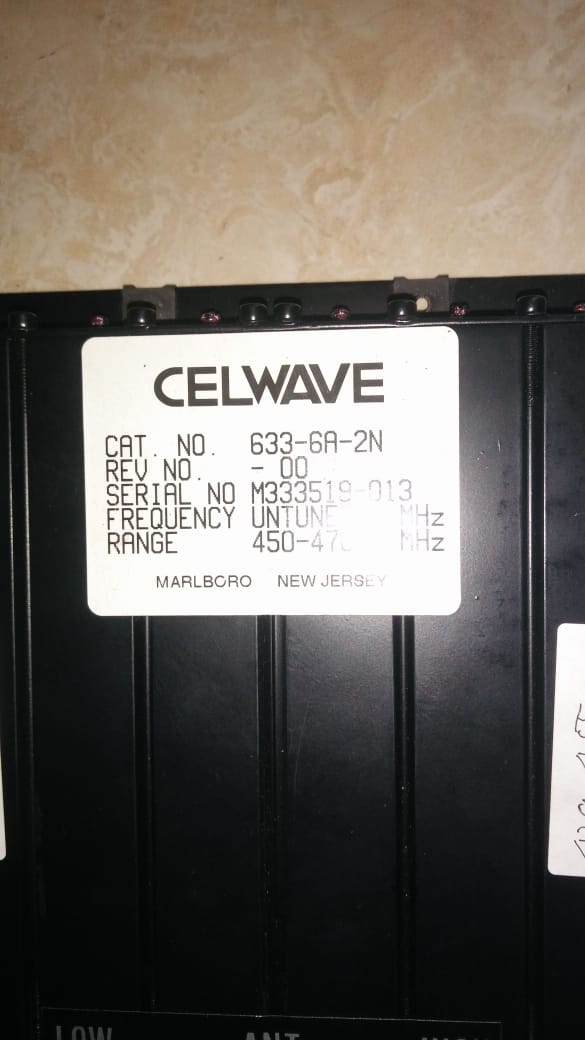 CELWAVE
CAT. NO. 633-6A-2N
REV NO. - 00
SERIAL NO M333519-013
FREQUENCY UNTUNE MHz
RANGE MHz
MARLBORO NEW JERSEY
LOW ANT